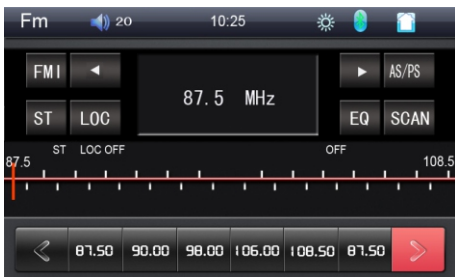 Fm 20 10:25
FM I 87.5 MHz AS/PS
ST LOC EQ SCAN
ST LOC OFF OFF
87.5 108.5
87.50 90.00 98.00 106.00 108.50 87.50